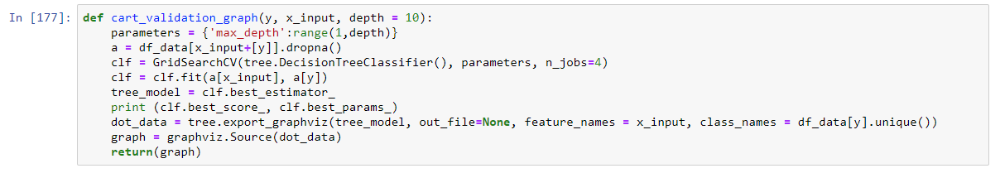 In [177]: def cart_validation_graph(y, x_input, depth = 10):
    parameters = {'max_depth':range(1,depth)}
    a = df_data[x_input+[y]].dropna()
    clf = GridSearchCV(tree.DecisionTreeClassifier(), parameters, n_jobs=4)
    clf = clf.fit(a[x_input], a[y])
    tree_model = clf.best_estimator_
    print (clf.best_score_, clf.best_params_)
    dot_data = tree.export_graphviz(tree_model, out_file=None, feature_names = x_input, class_names = df_data[y].unique())
    graph = graphviz.Source(dot_data)
    return(graph)